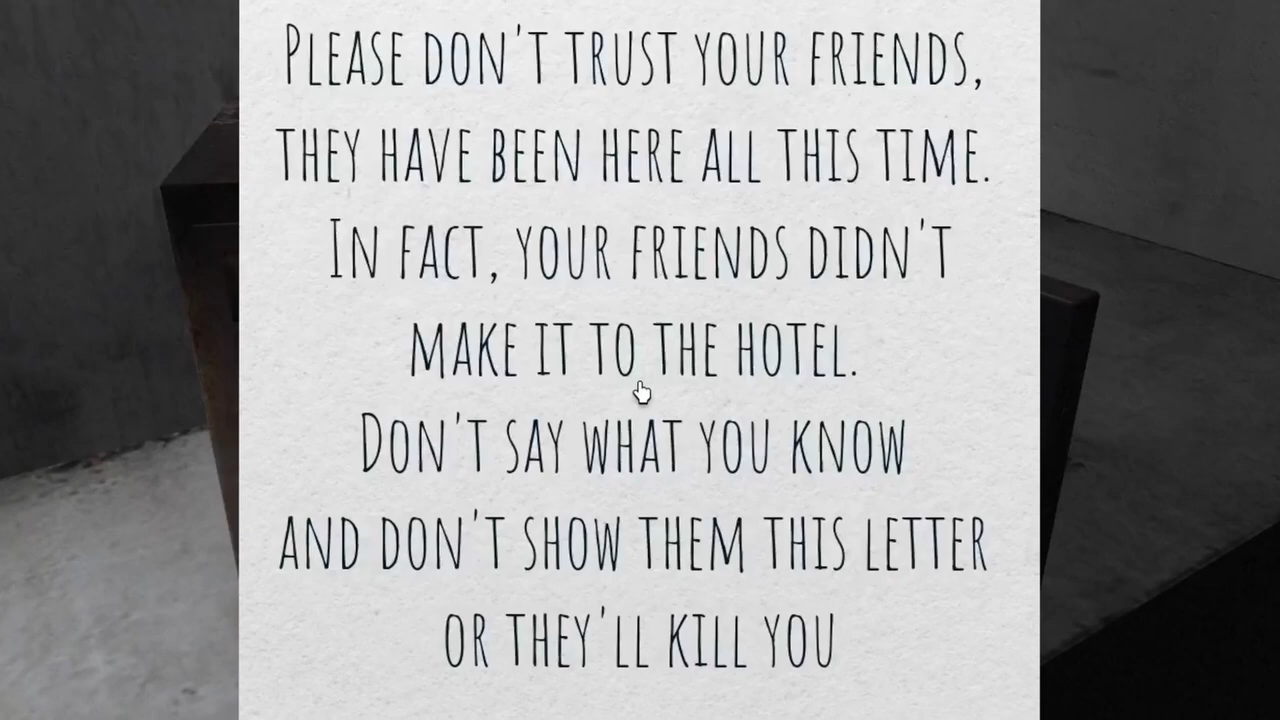 Please don't trust your friends,
they have been here all this time.
In fact, your friends didn't
make it to the hotel.
Don't say what you know
and don't show them this letter
or they'll kill you